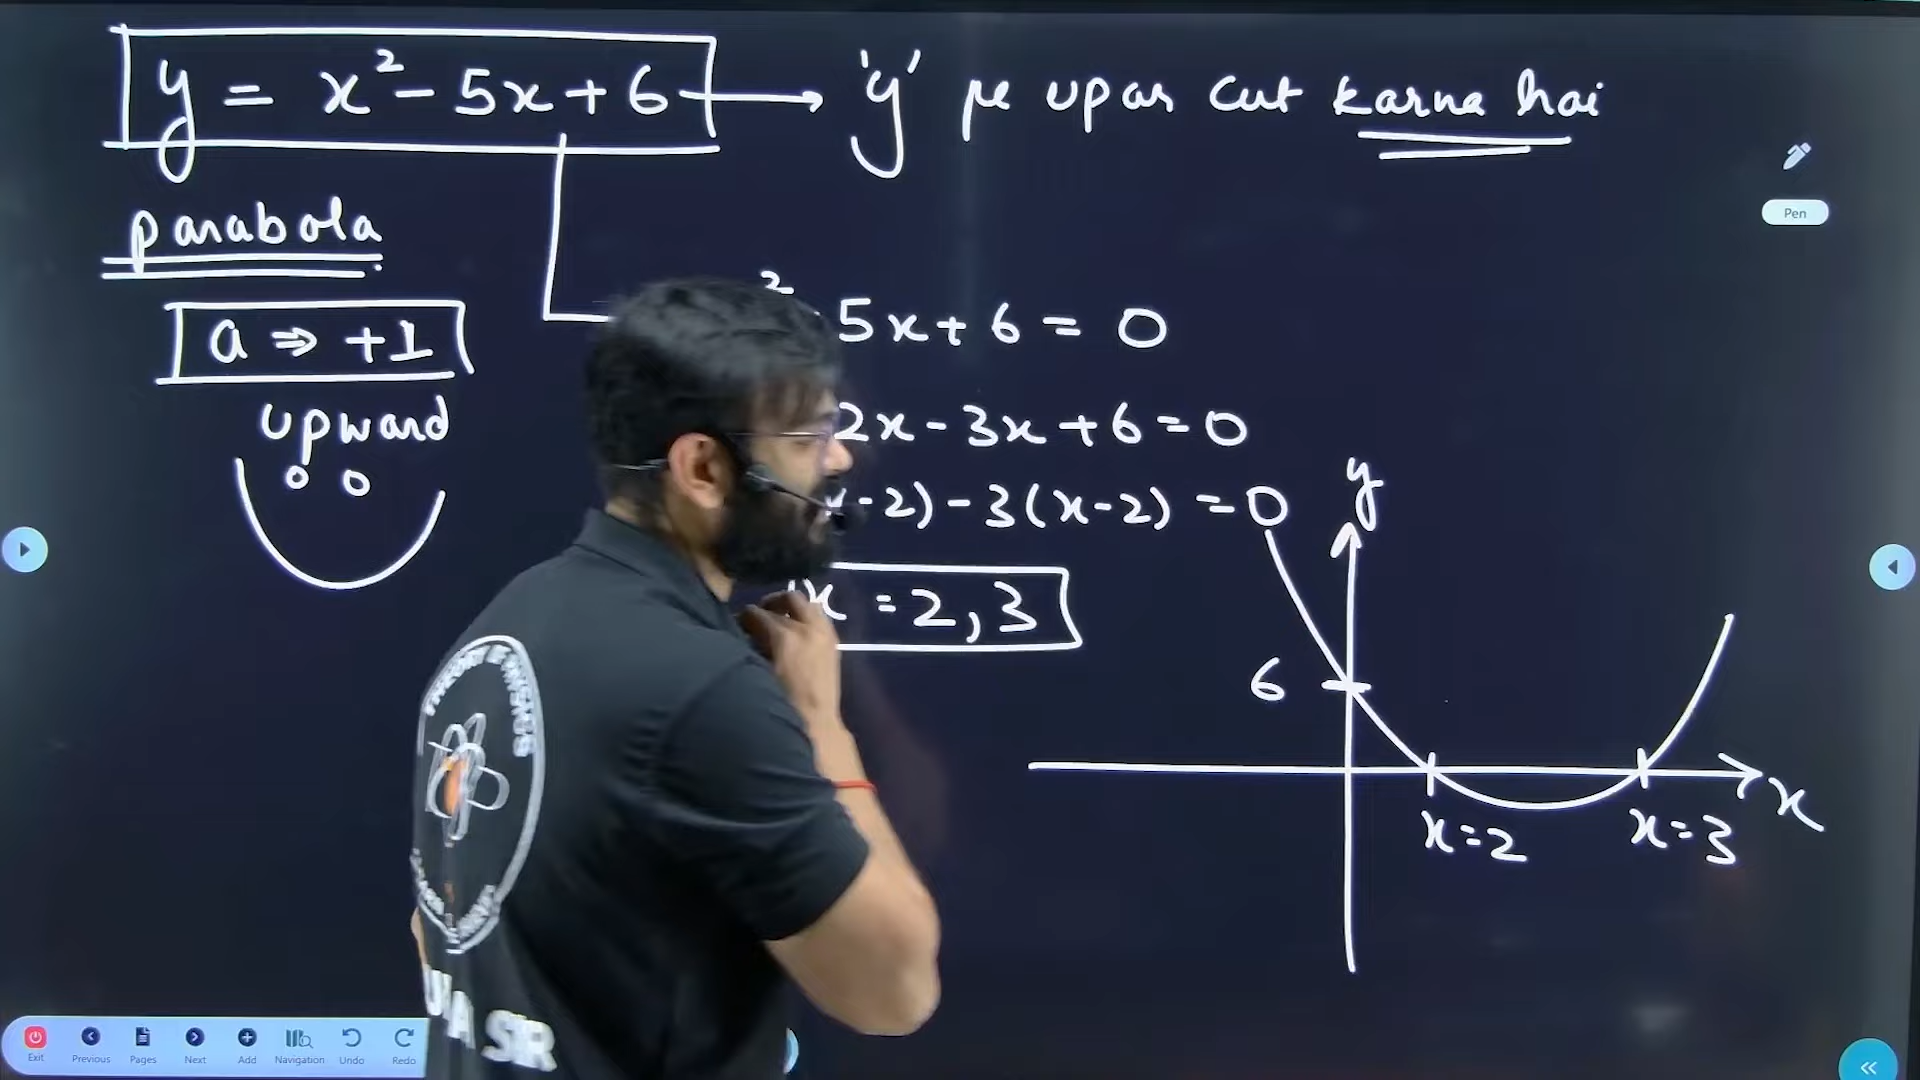 y = x² - 5x + 6 → 'y' pe upar cut karna hai
parabola
a ⇒ +1
upward
5x + 6 = 0
2x - 3x + 6 = 0
-2) - 3(x-2) = 0
x = 2, 3
y
6
x
x=2
x=3
Pen
SIR
Exit Previous Pages Next Add Navigation Undo Redo